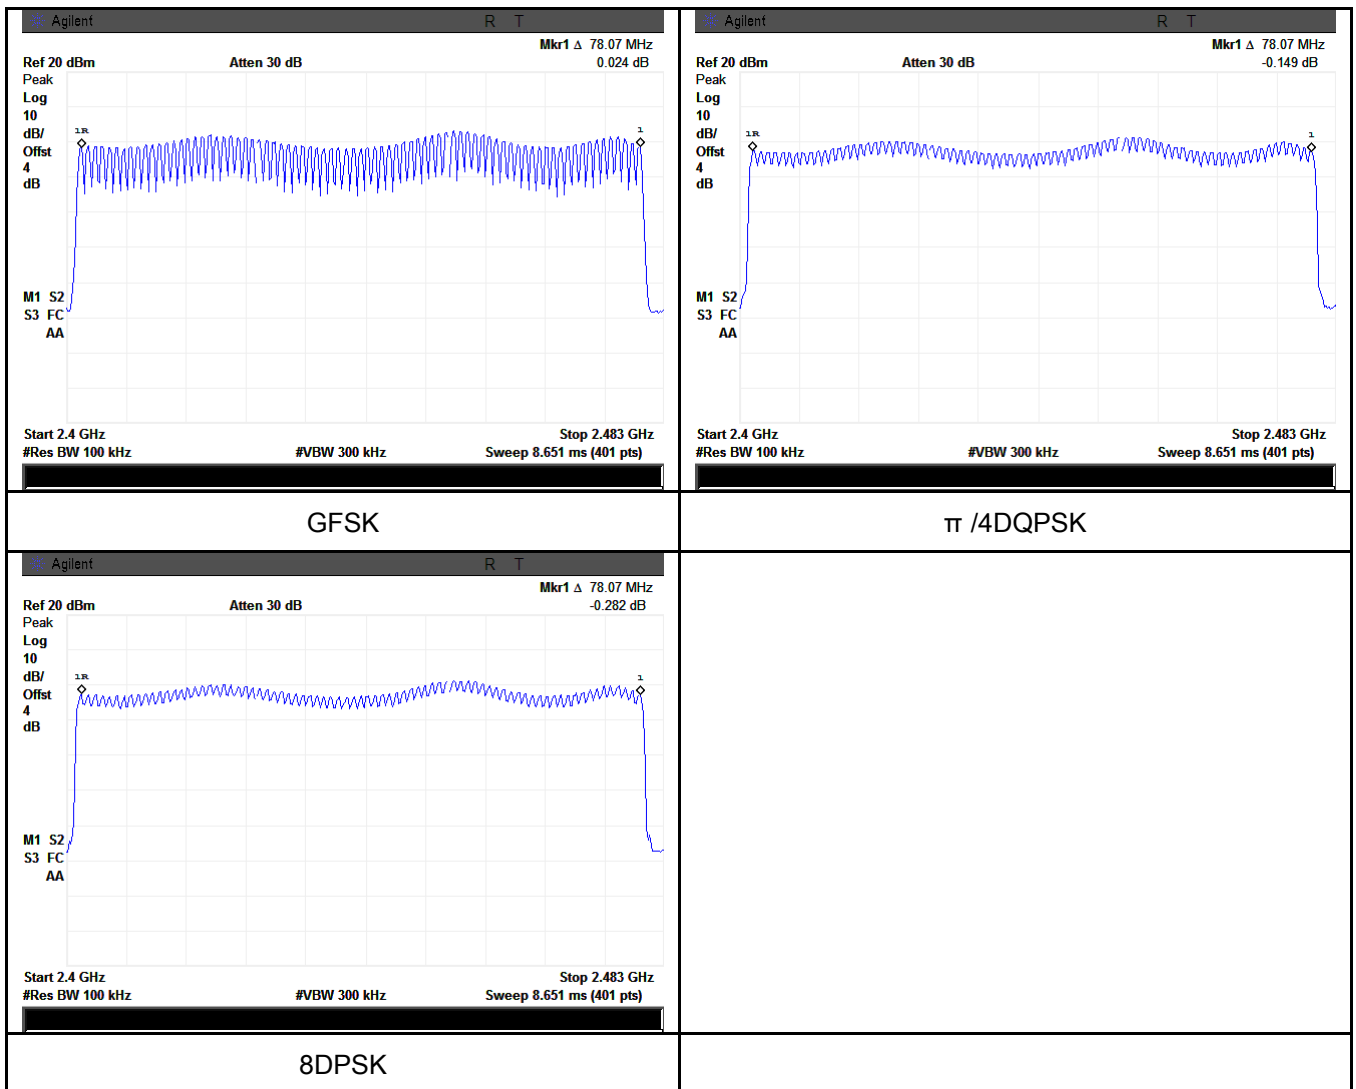 Agilent R T
Mkr1 Δ 78.07 MHz
Ref 20 dBm Atten 30 dB 0.024 dB
Peak
Log
10
dB/
Offst
4
dB
1R
1
M1 S2
S3 FC
AA
Start 2.4 GHz Stop 2.483 GHz
#Res BW 100 kHz #VBW 300 kHz Sweep 8.651 ms (401 pts)
GFSK
Agilent R T
Mkr1 Δ 78.07 MHz
Ref 20 dBm Atten 30 dB -0.149 dB
Peak
Log
10
dB/
Offst
4
dB
1R
1
M1 S2
S3 FC
AA
Start 2.4 GHz Stop 2.483 GHz
#Res BW 100 kHz #VBW 300 kHz Sweep 8.651 ms (401 pts)
π /4DQPSK
Agilent R T
Mkr1 Δ 78.07 MHz
Ref 20 dBm Atten 30 dB -0.282 dB
Peak
Log
10
dB/
Offst
4
dB
1R
1
M1 S2
S3 FC
AA
Start 2.4 GHz Stop 2.483 GHz
#Res BW 100 kHz #VBW 300 kHz Sweep 8.651 ms (401 pts)
8DPSK